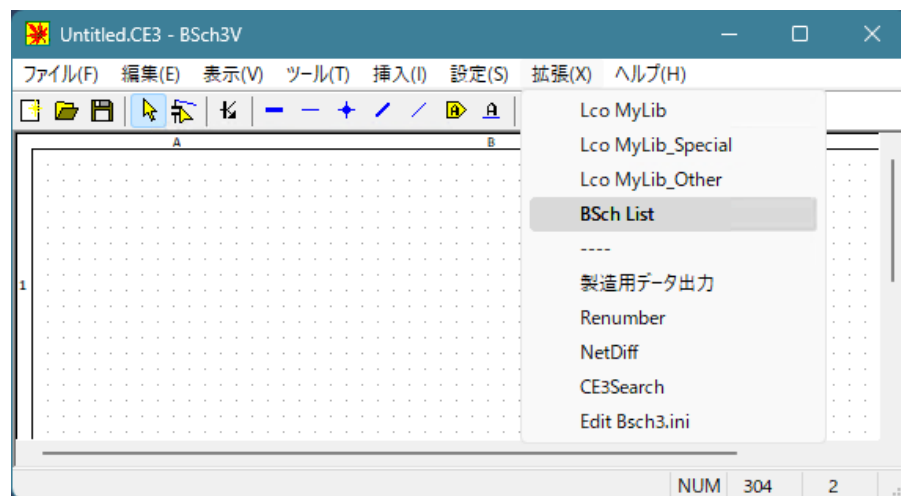 Untitled.CE3 - BSch3V
ファイル(F) 編集(E) 表示(V) ツール(T) 挿入(I) 設定(S) 拡張(X) ヘルプ(H)
A
A
A B
1
Lco MyLib
Lco MyLib_Special
Lco MyLib_Other
BSch List
----
製造用データ出力
Renumber
NetDiff
CE3Search
Edit Bsch3.ini
NUM 304 2